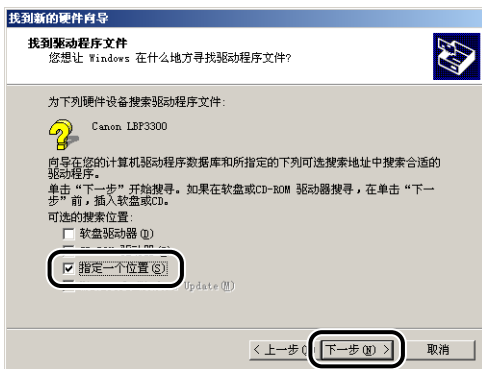 找到新的硬件向导
找到驱动程序文件
您想让 Windows 在什么地方寻找驱动程序文件?
为下列硬件设备搜索驱动程序文件:
Canon LBP3300
向导在您的计算机驱动程序数据库和所指定的下列可选搜索地址中搜索合适的
驱动程序。
单击“下一步”开始搜寻。如果在软盘或CD-ROM 驱动器搜寻，在单击“下一
步”前，插入软盘或CD。
可选的搜索位置:
软盘驱动器(D)
指定一个位置(S)
Update(M)
< 上一步( 下一步(N) > 取消